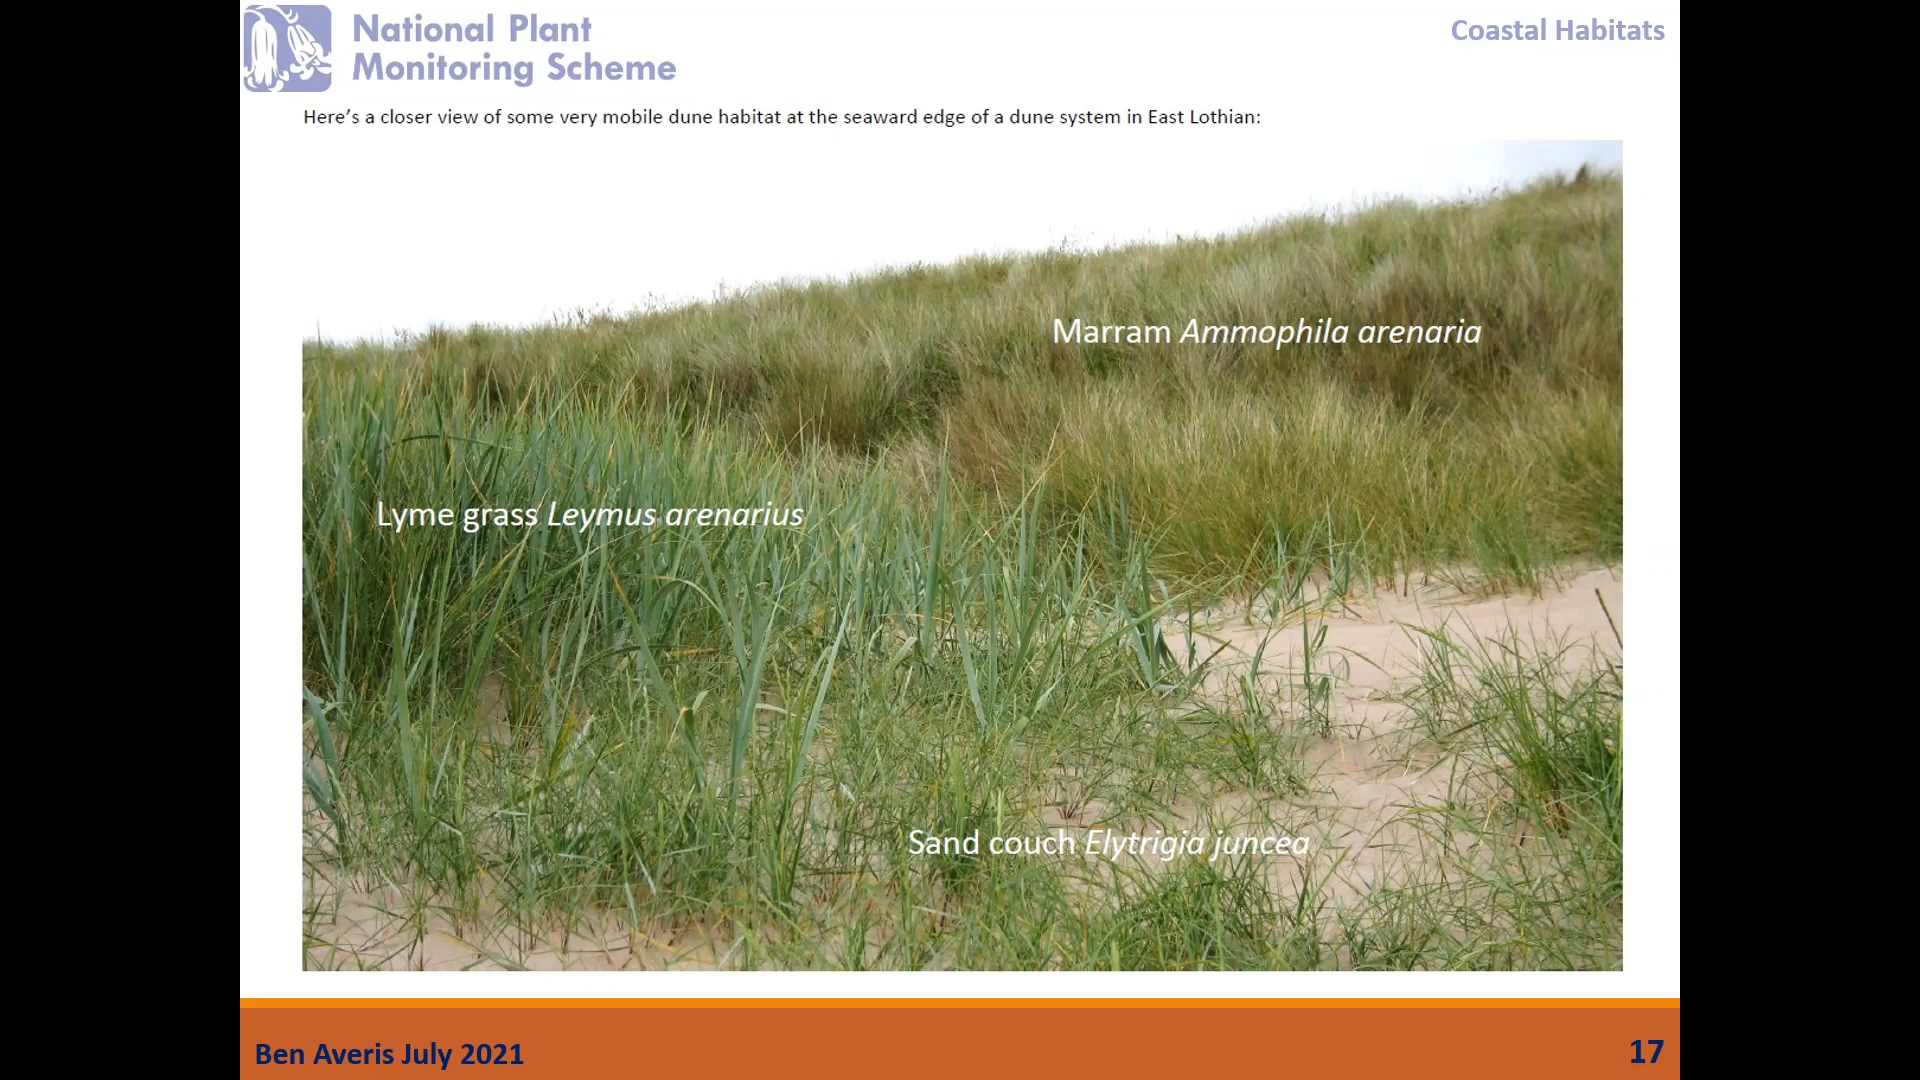 National Plant
Monitoring Scheme
Coastal Habitats
Here's a closer view of some very mobile dune habitat at the seaward edge of a dune system in East Lothian:
Marram Ammophila arenaria
Lyme grass Leymus arenarius
Sand couch Elytrigia juncea
Ben Averis July 2021
17